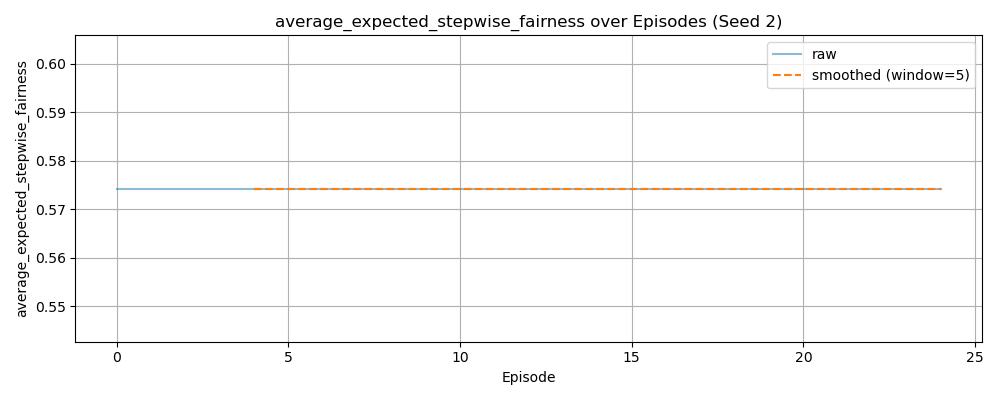 average_expected_stepwise_fairness over Episodes (Seed 2)
raw
smoothed (window=5)
average_expected_stepwise_fairness
0.60
0.59
0.58
0.57
0.56
0.55
0 5 10 15 20 25
Episode